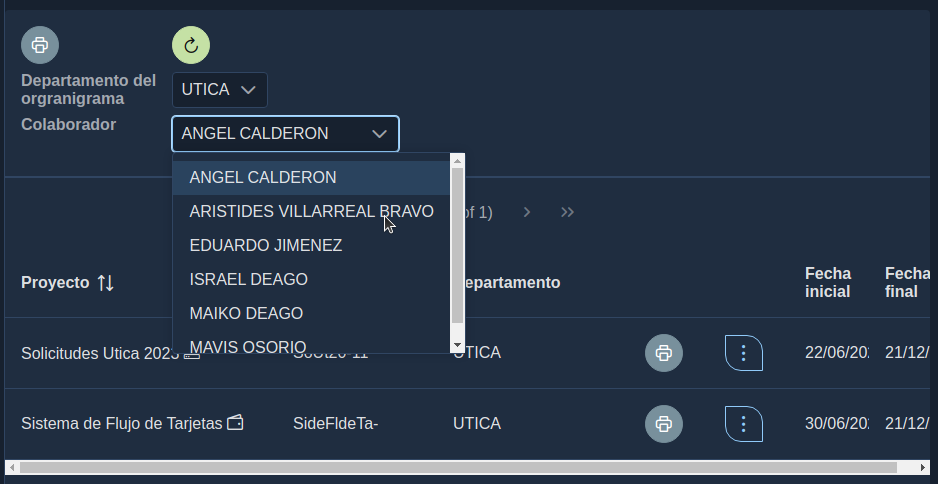 Departamento del
orgranigrama
UTICA
Colaborador
ANGEL CALDERON
ANGEL CALDERON
ARISTIDES VILLARREAL BRAVO
EDUARDO JIMENEZ
ISRAEL DEAGO
MAIKO DEAGO
MAVIS OSORIO
of 1)
Proyecto
epartamento
Fecha
inicial
Fecha
final
Solicitudes Utica 2023
UTICA
22/06/202
21/12/
Sistema de Flujo de Tarjetas
SideFldeTa-
UTICA
30/06/202
21/12/